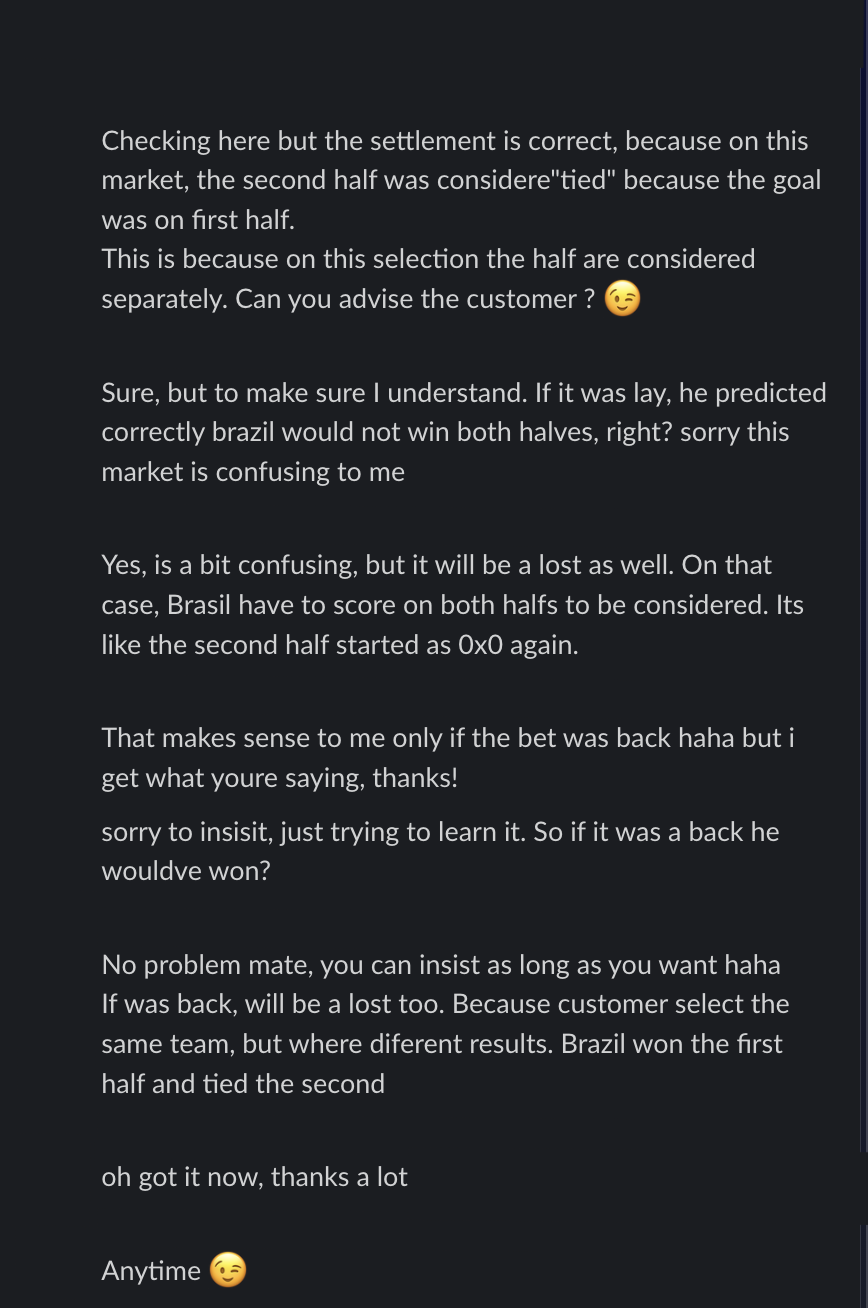 Checking here but the settlement is correct, because on this
market, the second half was considere"tied" because the goal
was on first half.
This is because on this selection the half are considered
separately. Can you advise the customer ? 😉
Sure, but to make sure I understand. If it was lay, he predicted
correctly brazil would not win both halves, right? sorry this
market is confusing to me
Yes, is a bit confusing, but it will be a lost as well. On that
case, Brasil have to score on both halfs to be considered. Its
like the second half started as 0x0 again.
That makes sense to me only if the bet was back haha but i
get what youre saying, thanks!
sorry to insisit, just trying to learn it. So if it was a back he
wouldve won?
No problem mate, you can insist as long as you want haha
If was back, will be a lost too. Because customer select the
same team, but where diferent results. Brazil won the first
half and tied the second
oh got it now, thanks a lot
Anytime 😉